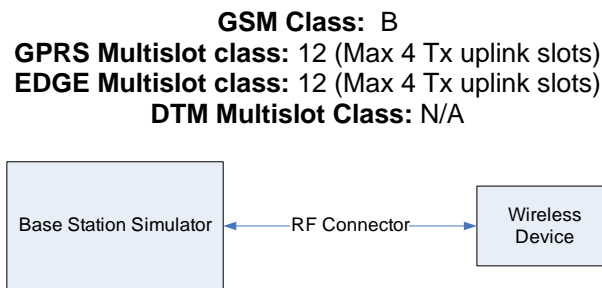 GSM Class: B
GPRS Multislot class: 12 (Max 4 Tx uplink slots)
EDGE Multislot class: 12 (Max 4 Tx uplink slots)
DTM Multislot Class: N/A
Base Station Simulator
RF Connector
Wireless
Device